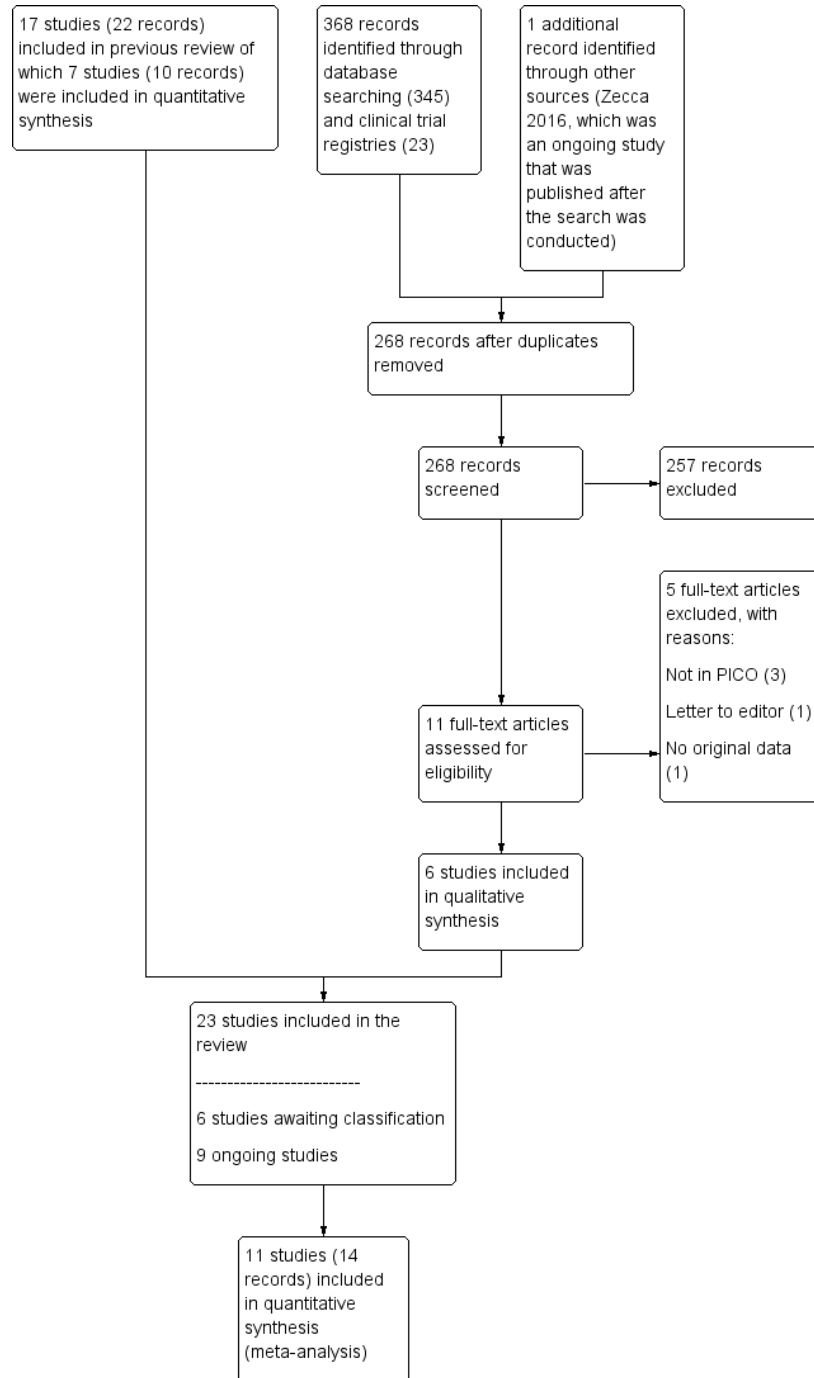 17 studies (22 records)
included in previous review of
which 7 studies (10 records)
were included in quantitative
synthesis
368 records
identified through
database
searching (345)
and clinical trial
registries (23)
1 additional
record identified
through other
sources (Zecca
2016, which was
an ongoing study
that was
published after
the search was
conducted)
268 records after duplicates
removed
268 records
screened
257 records
excluded
5 full-text articles
excluded, with
reasons:
Not in PICO (3)
Letter to editor (1)
No original data
(1)
11 full-text articles
assessed for
eligibility
6 studies included
in qualitative
synthesis
23 studies included in the
review
--------------------------
6 studies awaiting classification
9 ongoing studies
11 studies (14
records) included
in quantitative
synthesis
(meta-analysis)